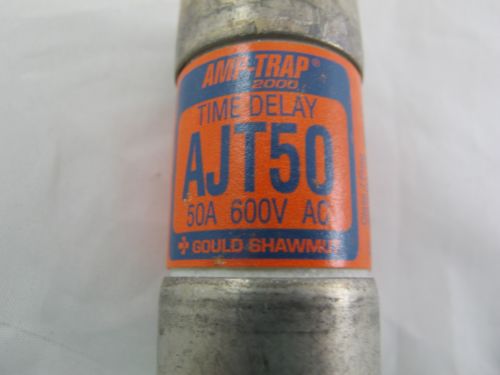 AMP-TRAP®
2000
TIME DELAY
AJT50
50A 600V AC
GOULD SHAWMUT